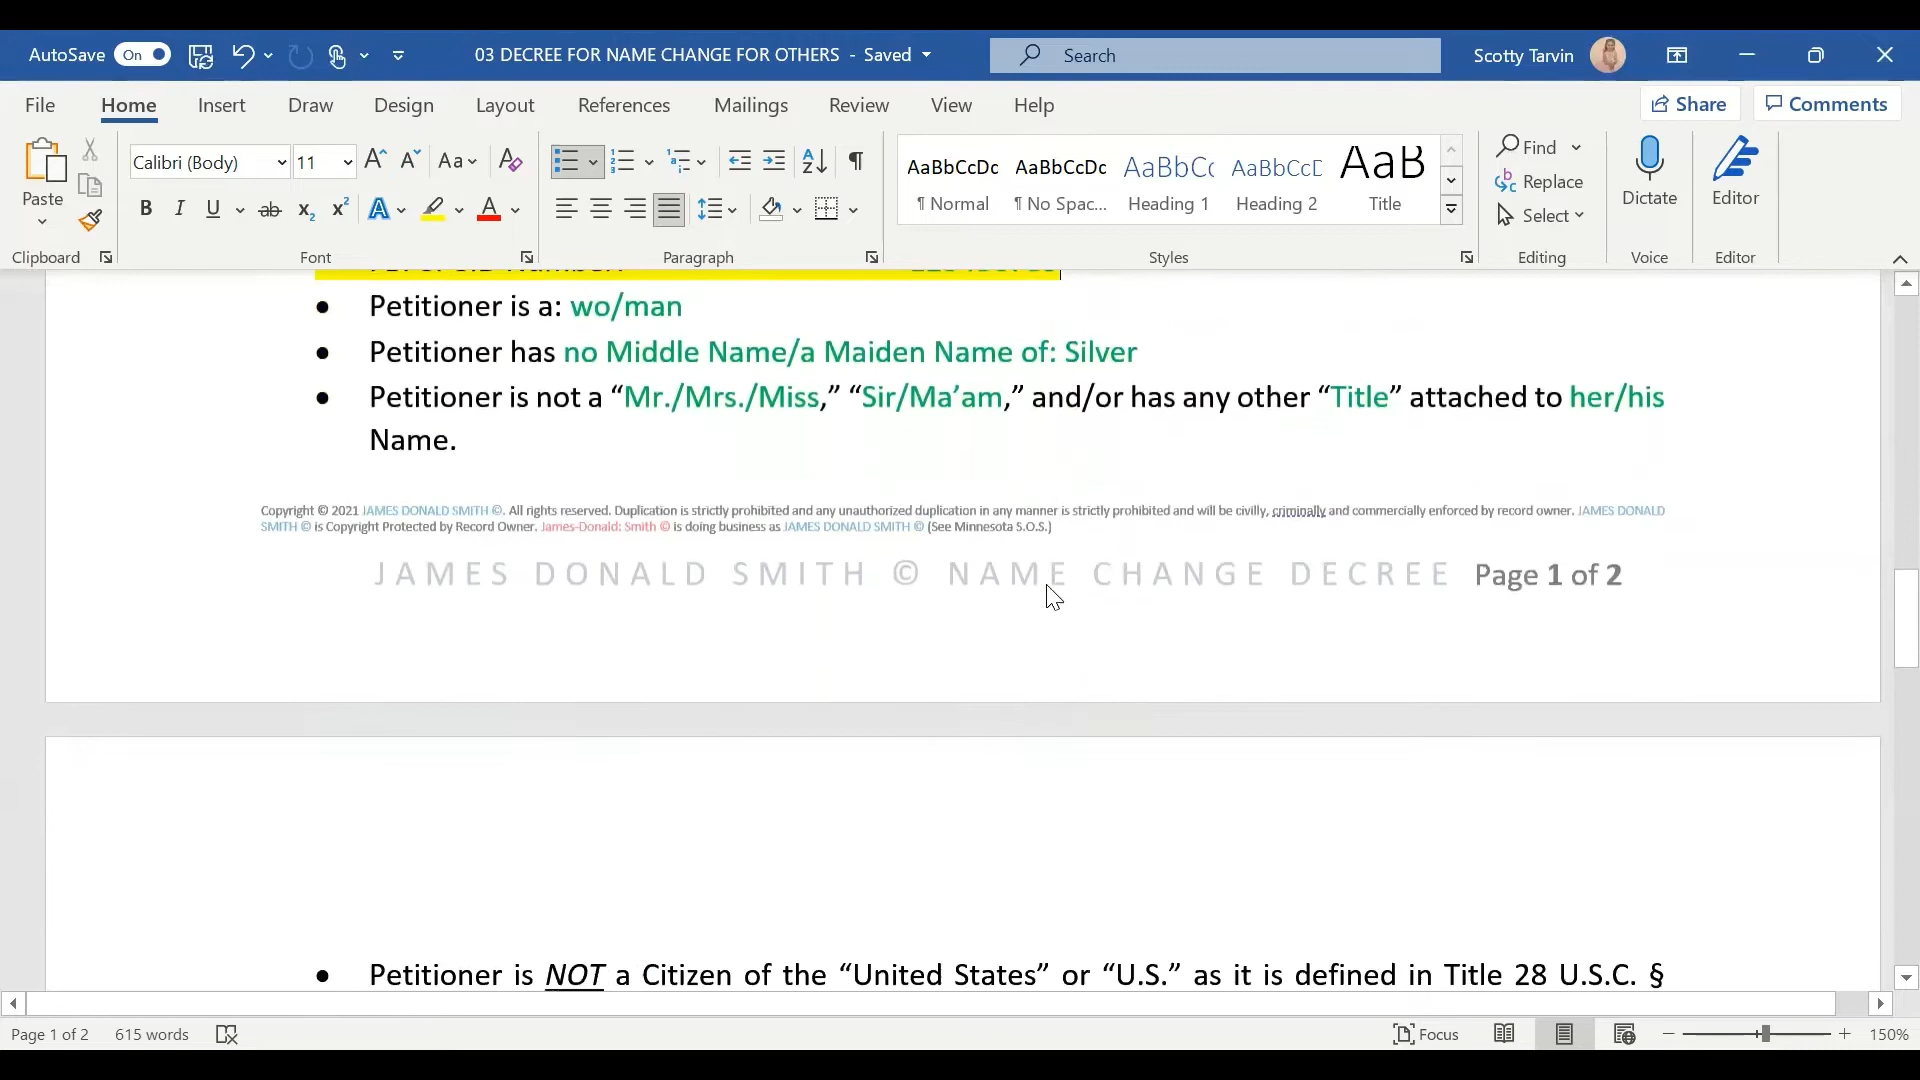 AutoSave On 03 DECREE FOR NAME CHANGE FOR OTHERS - Saved Search Scotty Tarvin
File Home Insert Draw Design Layout References Mailings Review View Help Share Comments
Paste Calibri (Body) 11 Aa AaBbCcDc AaBbCcDc AaBbCc AaBbCcD AaB Find
Replace
B I U ab x₂ x² A A ¶ Normal ¶ No Spac... Heading 1 Heading 2 Title Select Dictate Editor
Clipboard Font Paragraph Styles Editing Voice Editor
• Petitioner is a: wo/man
• Petitioner has no Middle Name/a Maiden Name of: Silver
• Petitioner is not a “Mr./Mrs./Miss,” “Sir/Ma’am,” and/or has any other “Title” attached to her/his
Name.
Copyright © 2021 JAMES DONALD SMITH ©. All rights reserved. Duplication is strictly prohibited and any unauthorized duplication in any manner is strictly prohibited and will be civilly, criminally and commercially enforced by record owner. JAMES DONALD
SMITH © is Copyright Protected by Record Owner. James-Donald: Smith © is doing business as JAMES DONALD SMITH © (See Minnesota S.O.S.)
JAMES DONALD SMITH © NAME CHANGE DECREE Page 1 of 2
• Petitioner is NOT a Citizen of the “United States” or “U.S.” as it is defined in Title 28 U.S.C. §
Page 1 of 2 615 words Focus 150%